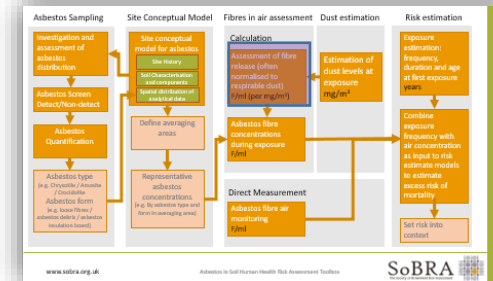 Asbestos Sampling
Investigation and
assessment of
asbestos
distribution
Asbestos Screen
Detect/Non-detect
Asbestos
Quantification
Asbestos type
(e.g. Chrysotile / Amosite
/ Crocidolite
Asbestos form
(e.g. loose fibres /
asbestos debris / asbestos
insulation board)
Site Conceptual Model
Site conceptual
model for asbestos
Site History
Soil Characterisation
and components
Spatial distribution of
analytical data
Define averaging
areas
Representative
asbestos
concentrations
(e.g. By asbestos type and
form in averaging area)
Fibres in air assessment
Calculation
Assessment of fibre
release (often
normalised to
respirable dust)
F/ml (per mg/m³)
Asbestos fibre
concentrations
during exposure
F/ml
Direct Measurement
Asbestos fibre air
monitoring
F/ml
Dust estimation
Estimation of
dust levels at
exposure
mg/m³
Risk estimation
Exposure
estimation:
frequency,
duration and age
at first exposure
years
Combine
exposure
frequency with
air concentration
as input to risk
estimate models
to estimate
excess risk of
mortality
Set risk into
context
www.sobra.org.uk
Asbestos in Soil Human Health Risk Assessment Toolbox
SoBRA